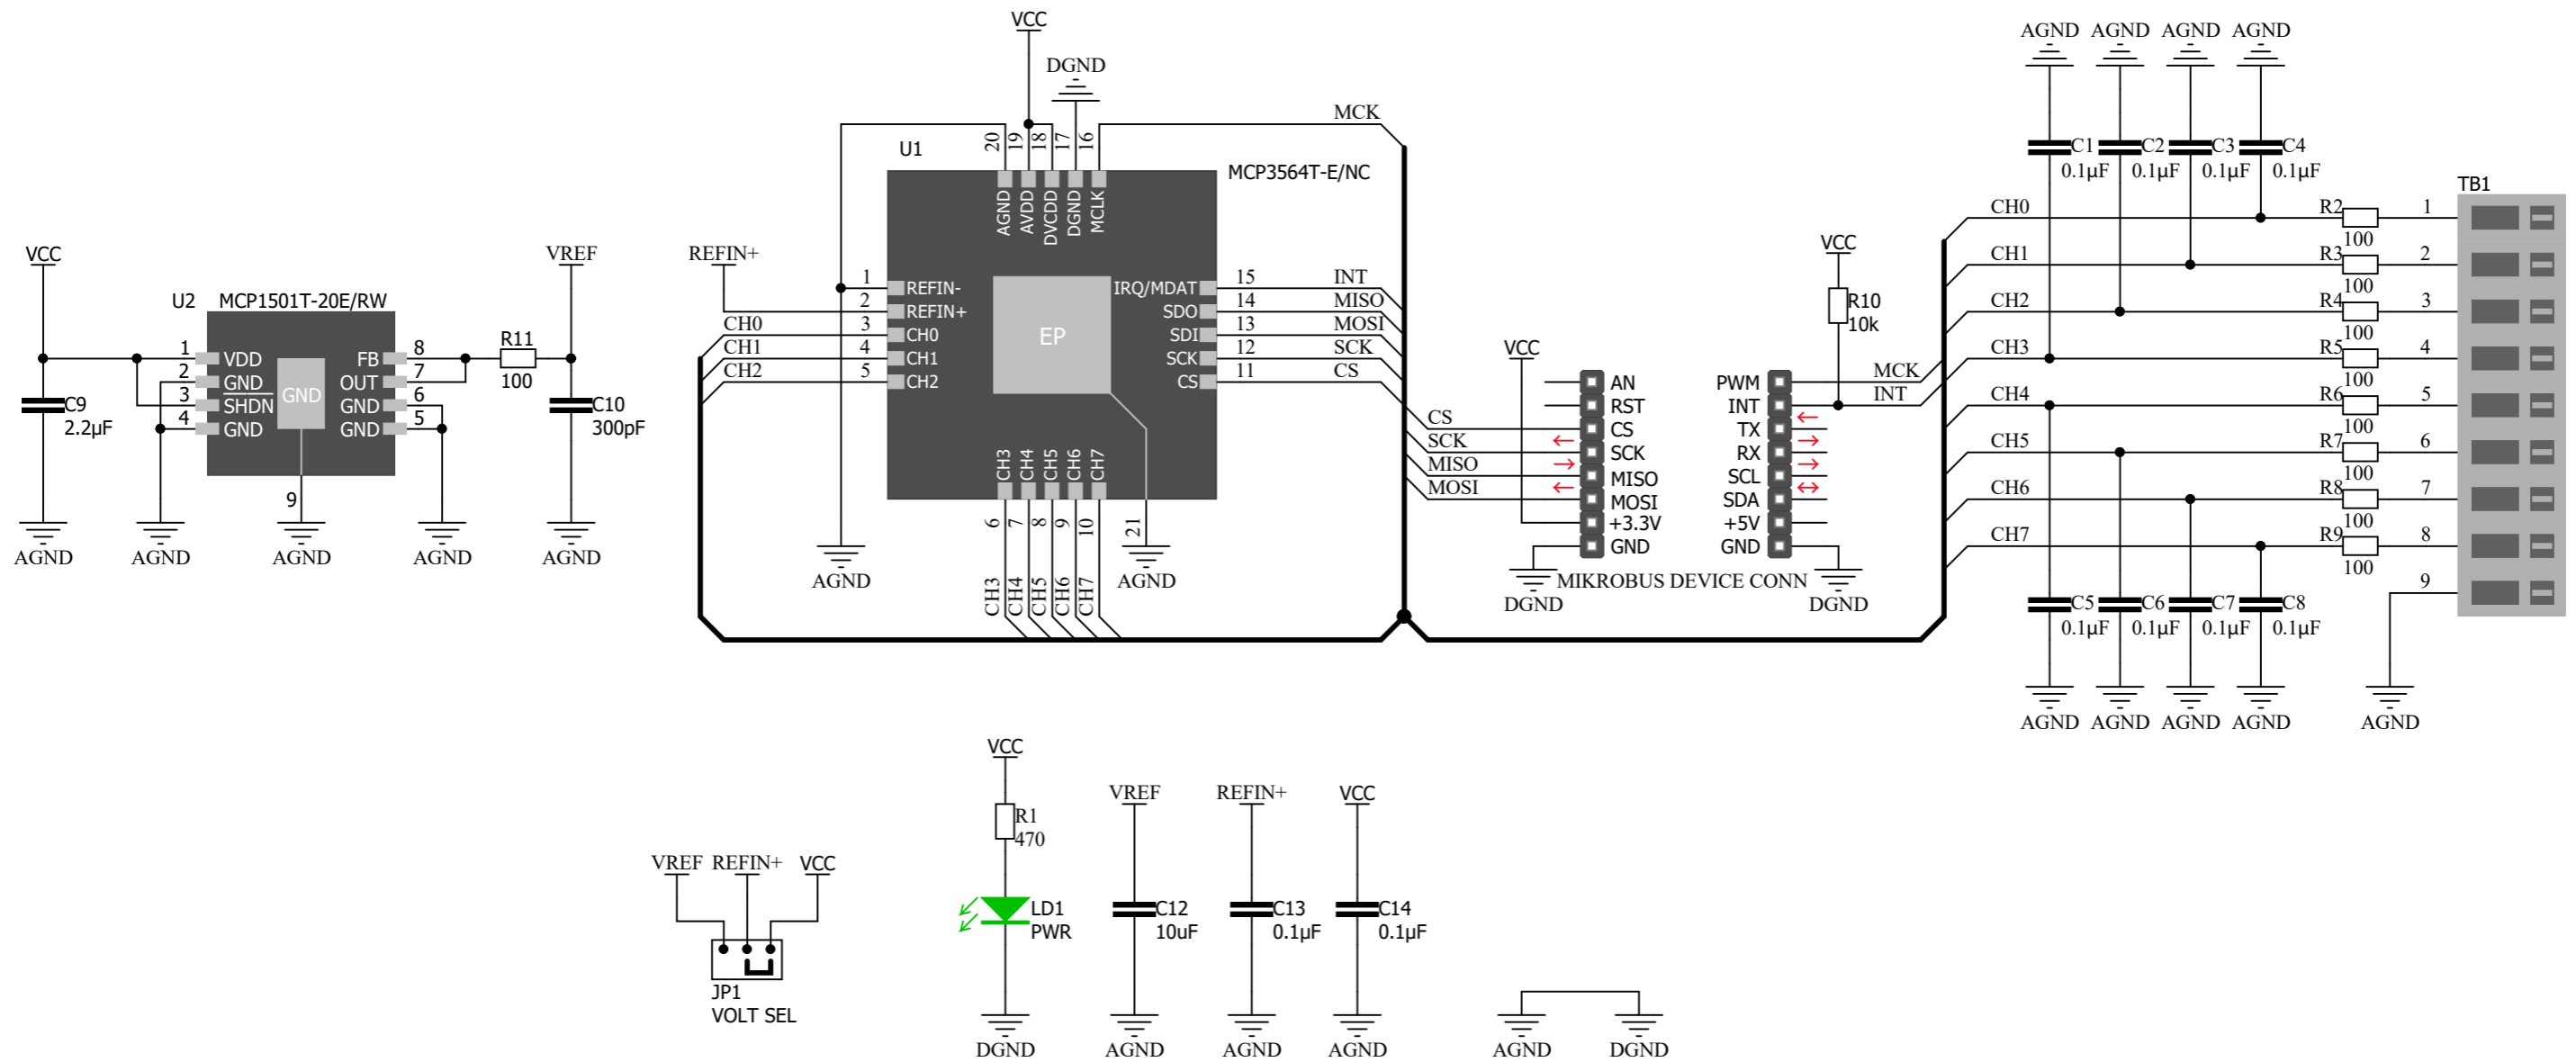 VCC
U2 MCP1501T-20E/RW
1 VDD
2 GND
3 SHDN
4 GND
GND
9
FB 8
OUT 7
GND 6
GND 5
C9
2.2µF
AGND
AGND
AGND
AGND
R11
100
VREF
C10
300pF
AGND
VCC
DGND
MCK
U1
MCP3564T-E/NC
20 19 18 17 16
AGND AVDD DVCDD DGND MCLK
REFIN+
1 REFIN-
2 REFIN+
CH0 3 CH0
CH1 4 CH1
CH2 5 CH2
EP
IRQ/MDAT 15 INT
SDO 14 MISO
SDI 13 MOSI
SCK 12 SCK
CS 11 CS
CH3 CH4 CH5 CH6 CH7
6 7 8 9 10 21
CH3 CH4 CH5 CH6 CH7
AGND
AGND
VCC
CS
SCK
MISO
MOSI
AN
RST
CS
SCK
MISO
MOSI
+3.3V
GND
DGND
MIKROBUS DEVICE CONN
VCC
R10
10k
PWM
INT
TX
RX
SCL
SDA
+5V
GND
MCK
INT
DGND
AGND AGND AGND AGND
C1 C2 C3 C4
0.1µF 0.1µF 0.1µF 0.1µF
TB1
CH0 R2 1
100
CH1 R3 2
100
CH2 R4 3
100
CH3 R5 4
100
CH4 R6 5
100
CH5 R7 6
100
CH6 R8 7
100
CH7 R9 8
100
9
C5 C6 C7 C8
0.1µF 0.1µF 0.1µF 0.1µF
AGND AGND AGND AGND AGND
VREF REFIN+ VCC
JP1
VOLT SEL
VCC
R1
470
LD1
PWR
DGND
VREF
C12
10uF
AGND
REFIN+
C13
0.1µF
AGND
VCC
C14
0.1µF
AGND
AGND DGND